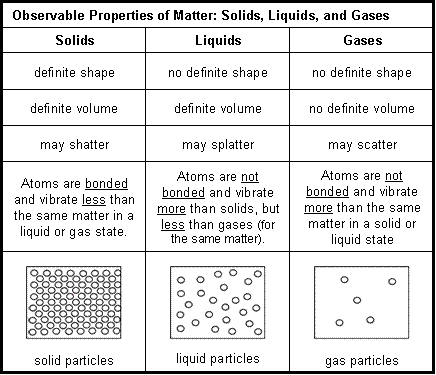 Observable Properties of Matter: Solids, Liquids, and Gases
Solids Liquids Gases
definite shape no definite shape no definite shape
definite volume definite volume no definite volume
may shatter may splatter may scatter
Atoms are bonded
and vibrate less than
the same matter in a
liquid or gas state.
Atoms are not
bonded and vibrate
more than solids, but
less than gases (for
the same matter).
Atoms are not
bonded and vibrate
more than the same
matter in a solid or
liquid state
solid particles liquid particles gas particles